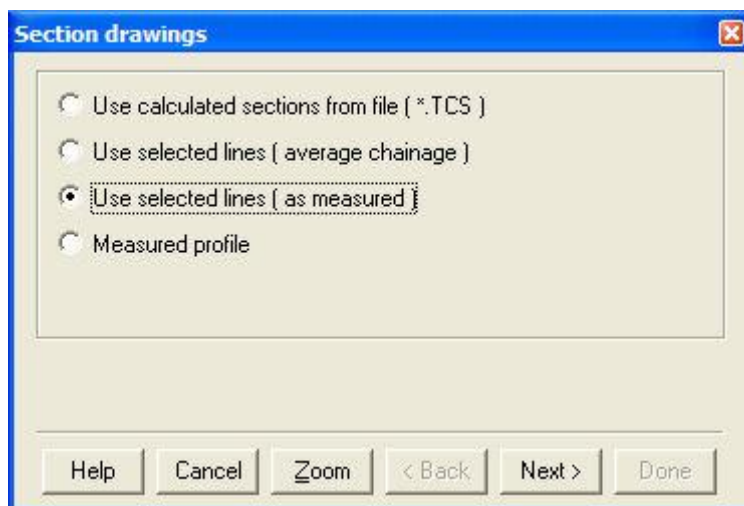 Section drawings
Use calculated sections from file ( *.TCS )
Use selected lines ( average chainage )
Use selected lines ( as measured )
Measured profile
Help Cancel Zoom < Back Next > Done